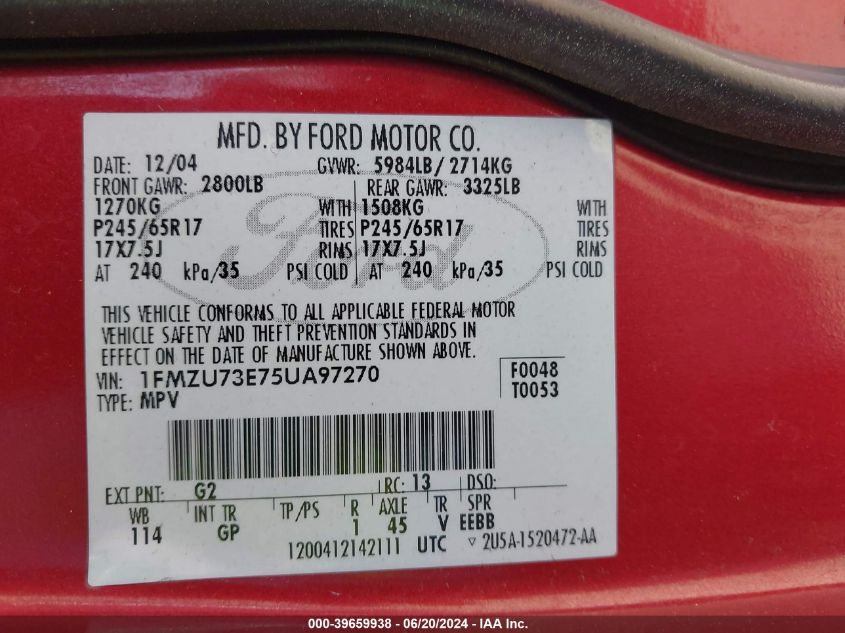 MFD. BY FORD MOTOR CO.
DATE: 12/04 GVWR: 5984LB/ 2714KG
FRONT GAWR: 2800LB REAR GAWR: 3325LB
1270KG WITH 1508KG WITH
P245/65R17 TIRES P245/65R17 TIRES
17X7.5J RIMS 17X7.5J RIMS
AT 240 kPa/35 PSI COLD AT 240 kPa/35 PSI COLD
Ford
THIS VEHICLE CONFORMS TO ALL APPLICABLE FEDERAL MOTOR
VEHICLE SAFETY AND THEFT PREVENTION STANDARDS IN
EFFECT ON THE DATE OF MANUFACTURE SHOWN ABOVE.
VIN: 1FMZU73E75UA97270 F0048
TYPE: MPV T0053
EXT PNT: G2 RC: 13 DSO:
WB INT TR TP/PS R AXLE TR SPR
114 GP 1 45 V EEBB
1200412142111 UTC ▽ 2U5A-1520472-AA
000-39659938 - 06/20/2024 - IAA Inc.